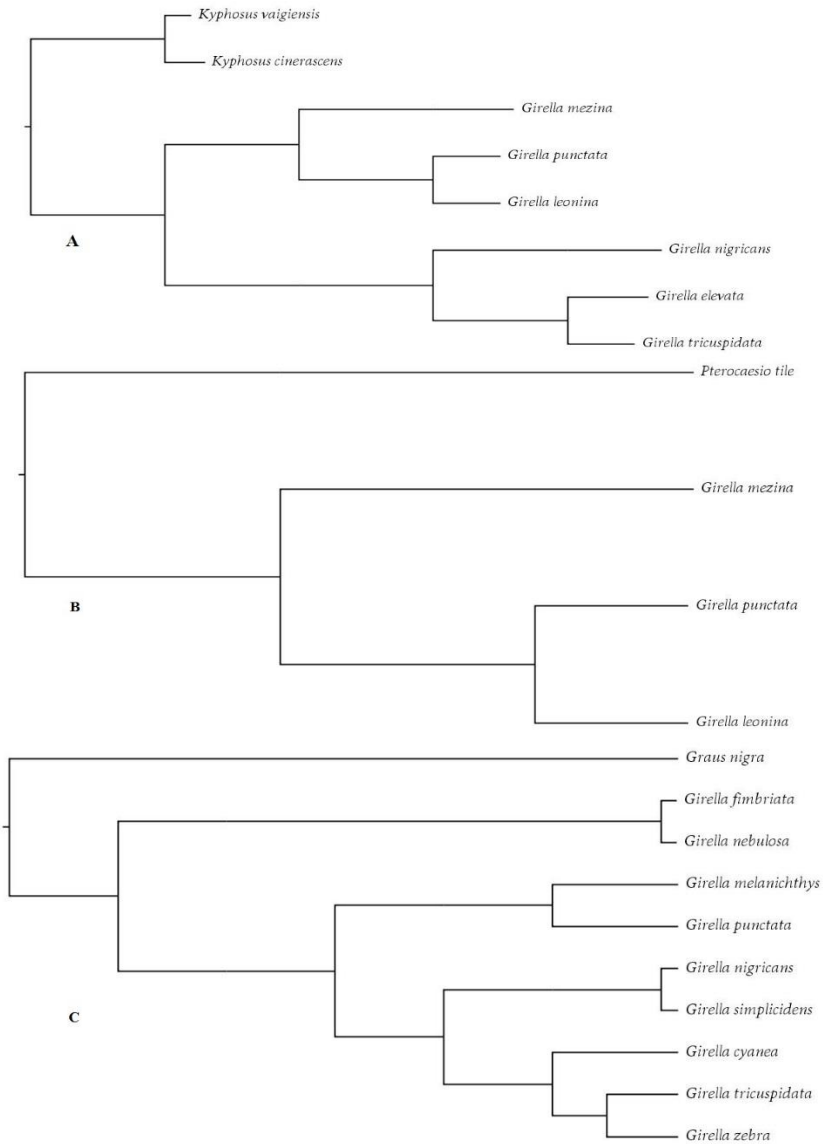 Kyphosus vaigiensis
Kyphosus cinerascens
Girella mezina
Girella punctata
Girella leonina
A
Girella nigricans
Girella elevata
Girella tricuspidata
Pterocaesio tile
Girella mezina
B
Girella punctata
Girella leonina
Graus nigra
Girella fimbriata
Girella nebulosa
Girella melanichthys
Girella punctata
Girella nigricans
Girella simplicidens
C
Girella cyanea
Girella tricuspidata
Girella zebra